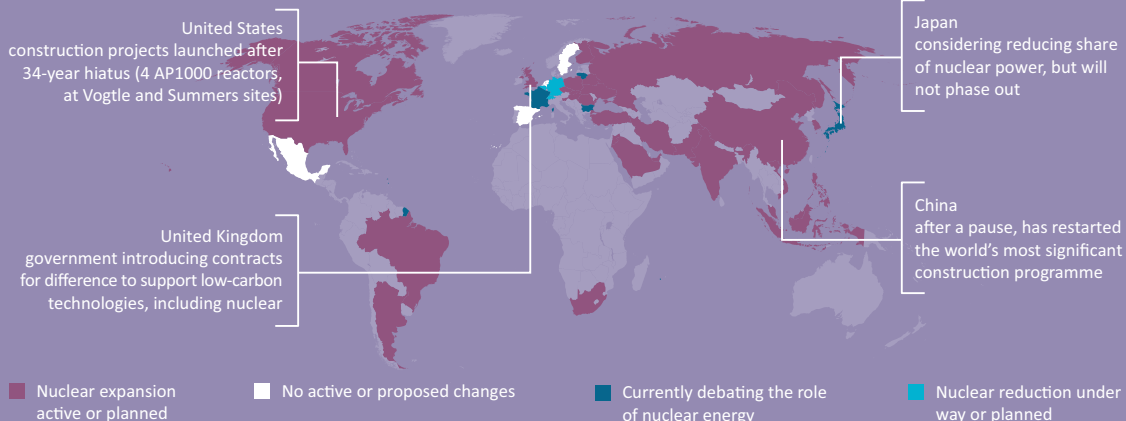 United States
construction projects launched after
34-year hiatus (4 AP1000 reactors,
at Vogtle and Summers sites)
Japan
considering reducing share
of nuclear power, but will
not phase out
United Kingdom
government introducing contracts
for difference to support low-carbon
technologies, including nuclear
China
after a pause, has restarted
the world's most significant
construction programme
Nuclear expansion
active or planned
No active or proposed changes
Currently debating the role
of nuclear energy
Nuclear reduction under
way or planned